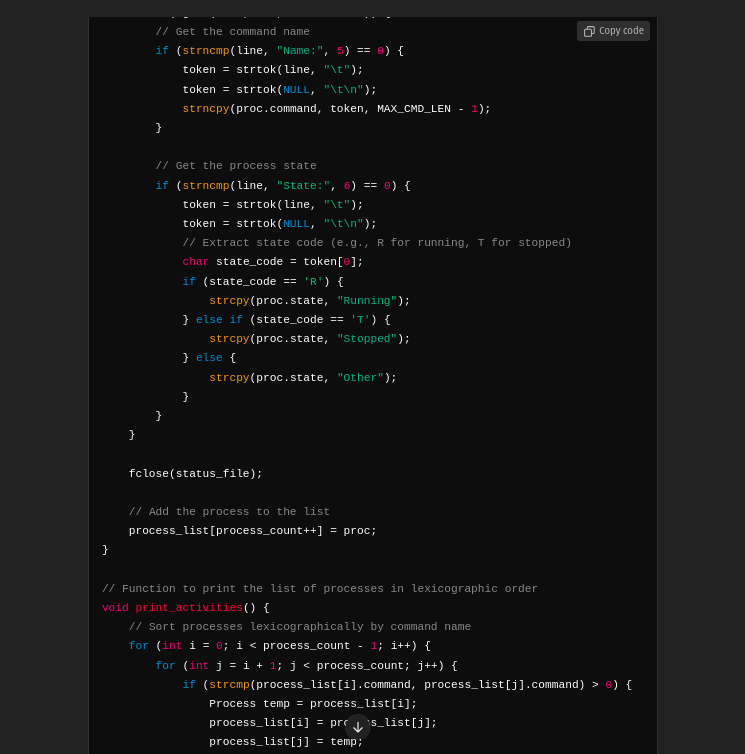 // Get the command name
Copy code
if (strncmp(line, "Name:", 5) == 0) {
token = strtok(line, "\t");
token = strtok(NULL, "\t\n");
strncpy(proc.command, token, MAX_CMD_LEN - 1);
}
// Get the process state
if (strncmp(line, "State:", 6) == 0) {
token = strtok(line, "\t");
token = strtok(NULL, "\t\n");
// Extract state code (e.g., R for running, T for stopped)
char state_code = token[0];
if (state_code == 'R') {
strcpy(proc.state, "Running");
} else if (state_code == 'T') {
strcpy(proc.state, "Stopped");
} else {
strcpy(proc.state, "Other");
}
}
}
fclose(status_file);
// Add the process to the list
process_list[process_count++] = proc;
}
// Function to print the list of processes in lexicographic order
void print_activities() {
// Sort processes lexicographically by command name
for (int i = 0; i < process_count - 1; i++) {
for (int j = i + 1; j < process_count; j++) {
if (strcmp(process_list[i].command, process_list[j].command) > 0) {
Process temp = process_list[i];
process_list[i] = process_list[j];
process_list[j] = temp;